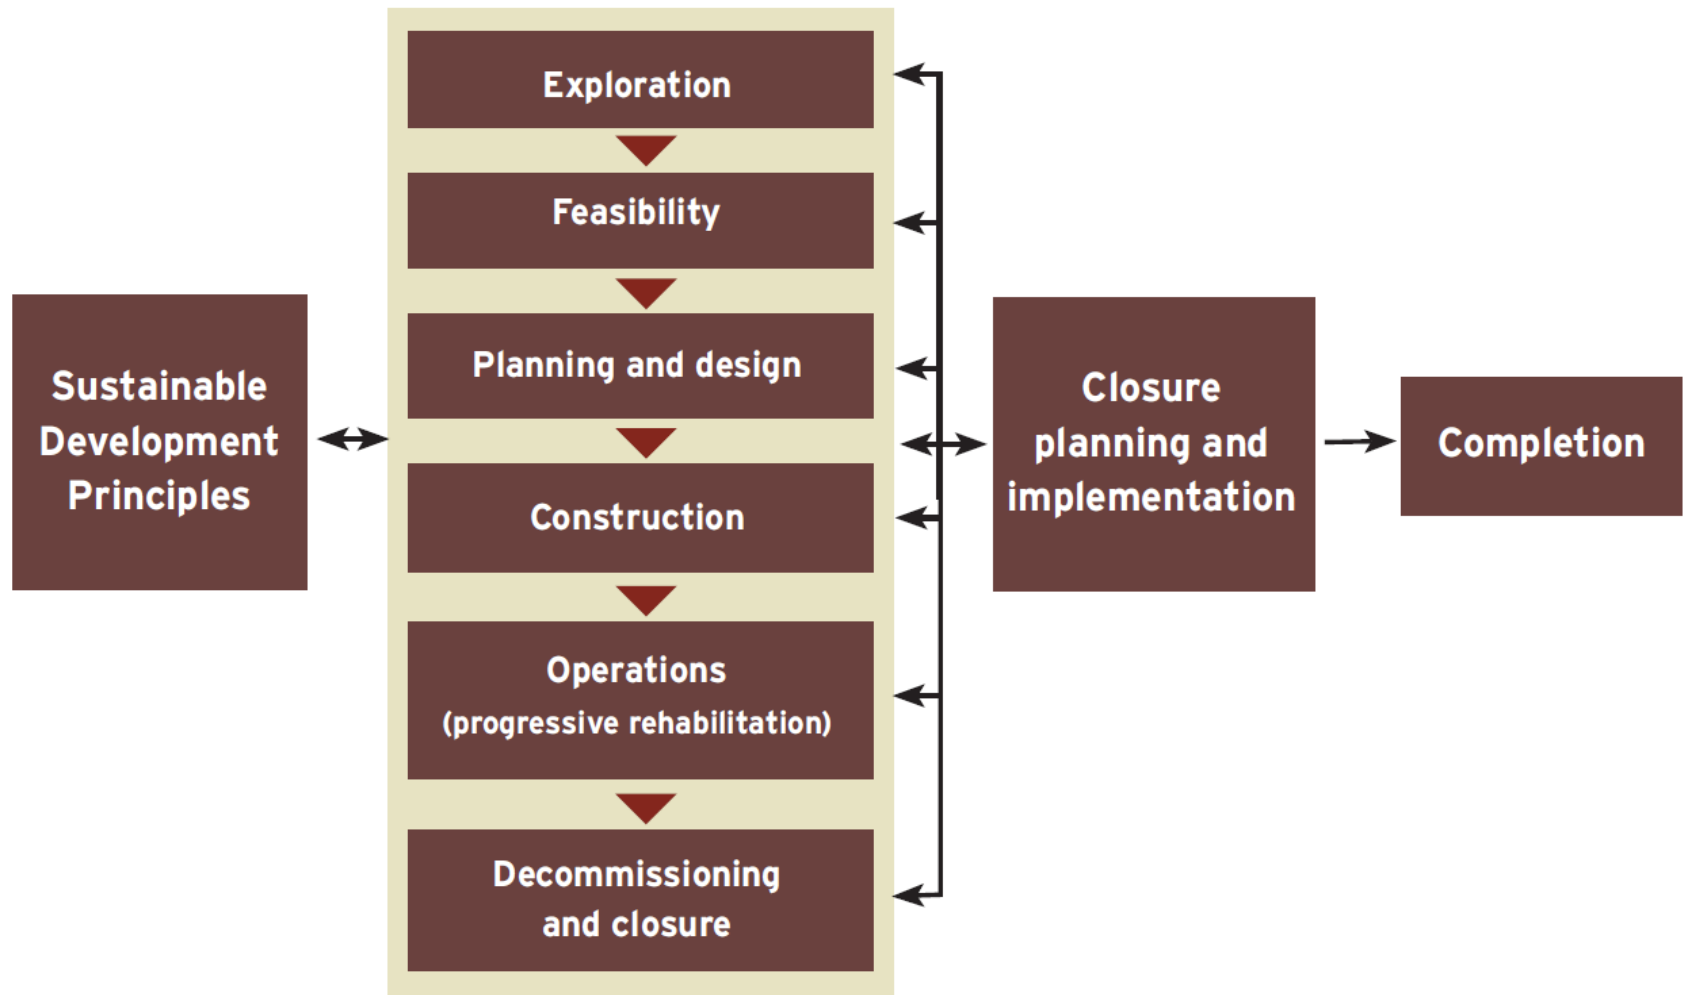 Exploration
Feasibility
Planning and design
Construction
Operations
(progressive rehabilitation)
Decommissioning
and closure
Sustainable
Development
Principles
Closure
planning and
implementation
Completion